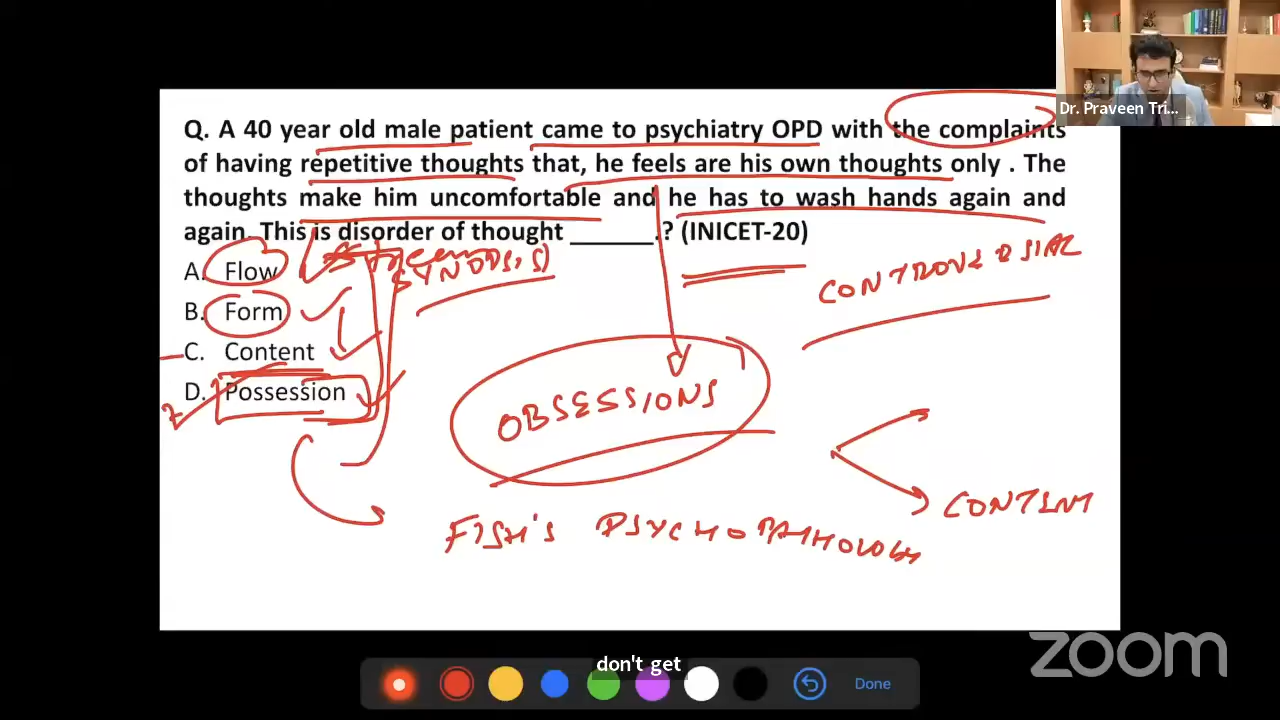 Dr. Praveen Tri...
Q. A 40 year old male patient came to psychiatry OPD with the complaints
of having repetitive thoughts that, he feels are his own thoughts only . The
thoughts make him uncomfortable and he has to wash hands again and
again. This is disorder of thought _______.? (INICET-20)
A. Flow
B. Form
C. Content
D. Possession
CONTROVERSIAL
OBSESSIONS
CONTENT
FISH'S PSYCHOPATHOLOGY
zoom
don't get
Done